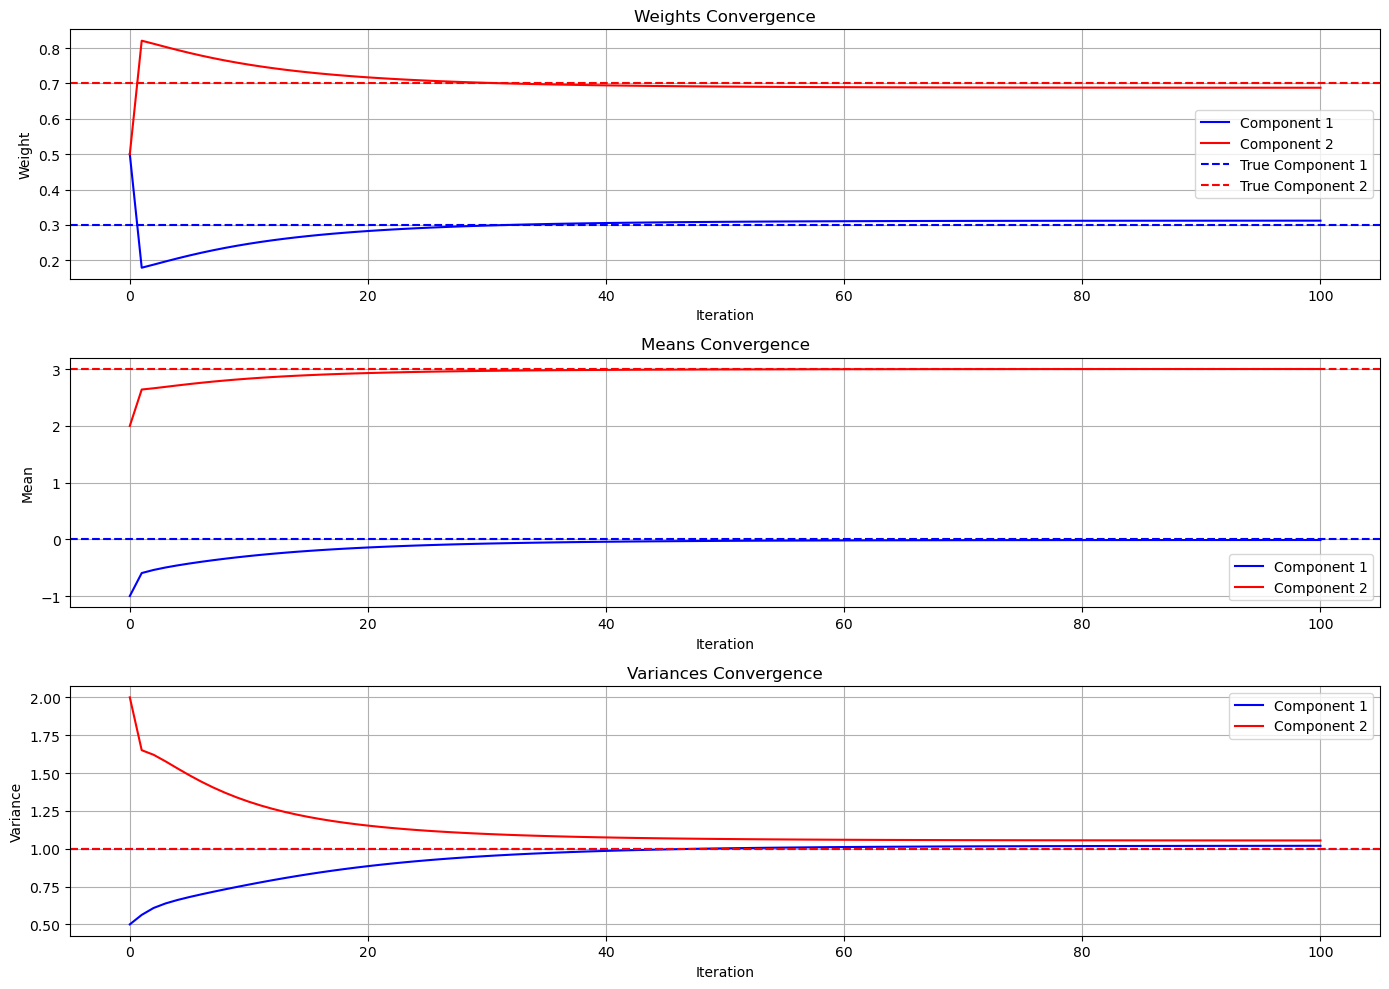 Weights Convergence
Weight
0.8
0.7
0.6
0.5
0.4
0.3
0.2
Component 1
Component 2
True Component 1
True Component 2
0 20 40 60 80 100
Iteration
Means Convergence
Mean
3
2
1
0
−1
Component 1
Component 2
0 20 40 60 80 100
Iteration
Variances Convergence
Variance
2.00
1.75
1.50
1.25
1.00
0.75
0.50
Component 1
Component 2
0 20 40 60 80 100
Iteration